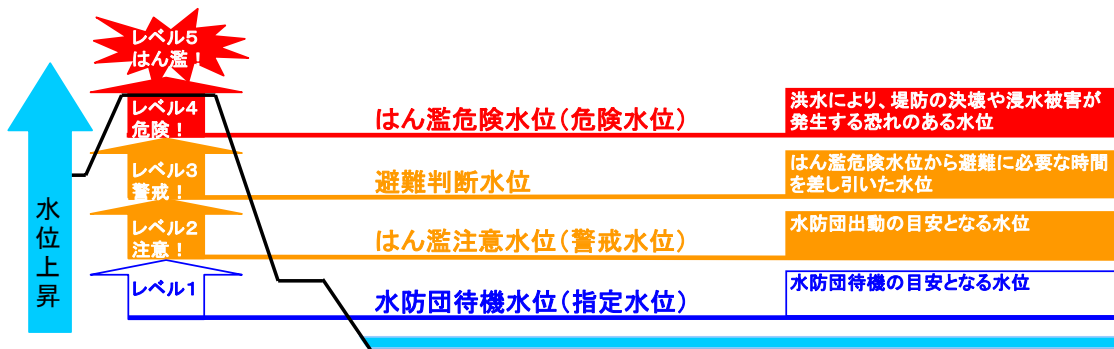 レベル5
はん濫！
レベル4
危険！
はん濫危険水位（危険水位）
洪水により、堤防の決壊や浸水被害が
発生する恐れのある水位
レベル3
警戒！
避難判断水位
はん濫危険水位から避難に必要な時間
を差し引いた水位
レベル2
注意！
はん濫注意水位（警戒水位）
水防団出動の目安となる水位
レベル1
水防団待機水位（指定水位）
水防団待機の目安となる水位
水位上昇